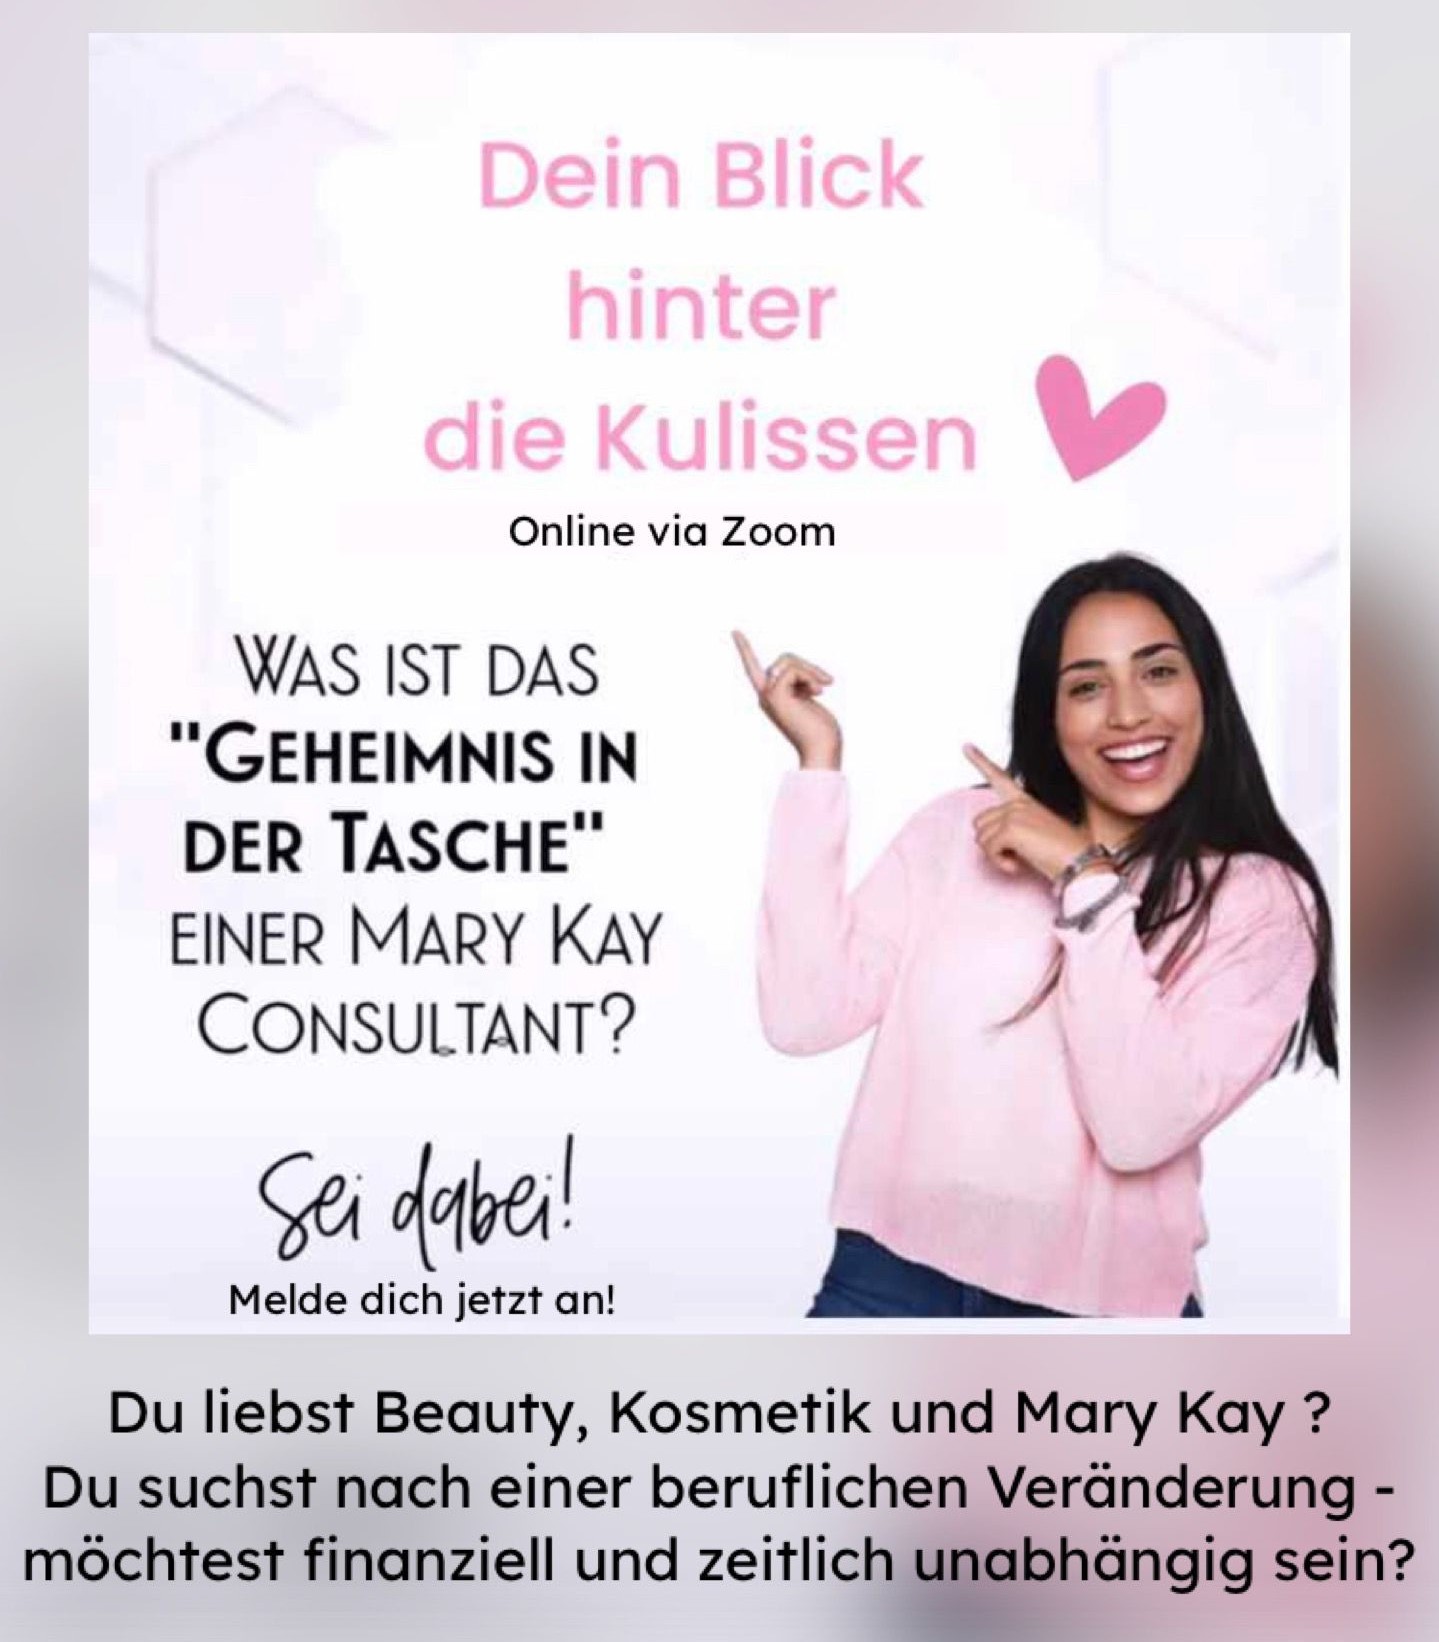 Dein Blick
hinter
die Kulissen
Online via Zoom
WAS IST DAS
"GEHEIMNIS IN
DER TASCHE"
EINER MARY KAY
CONSULTANT?
Sei dabei!
Melde dich jetzt an!
Du liebst Beauty, Kosmetik und Mary Kay ?
Du suchst nach einer beruflichen Veränderung -
möchtest finanziell und zeitlich unabhängig sein?